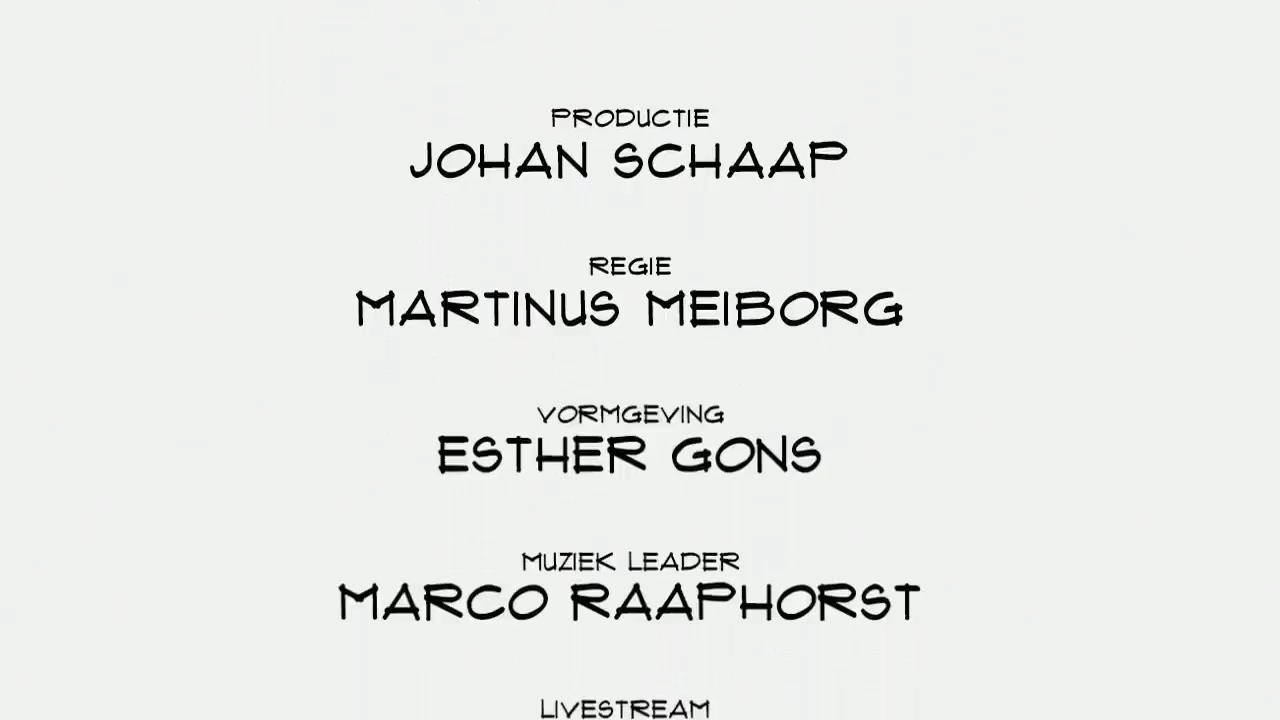 PRODUCTIE
JOHAN SCHAAP
REGIE
MARTINUS MEIBORG
VORMGEVING
ESTHER GONS
MUZIEK LEADER
MARCO RAAPHORST
LIVESTREAM